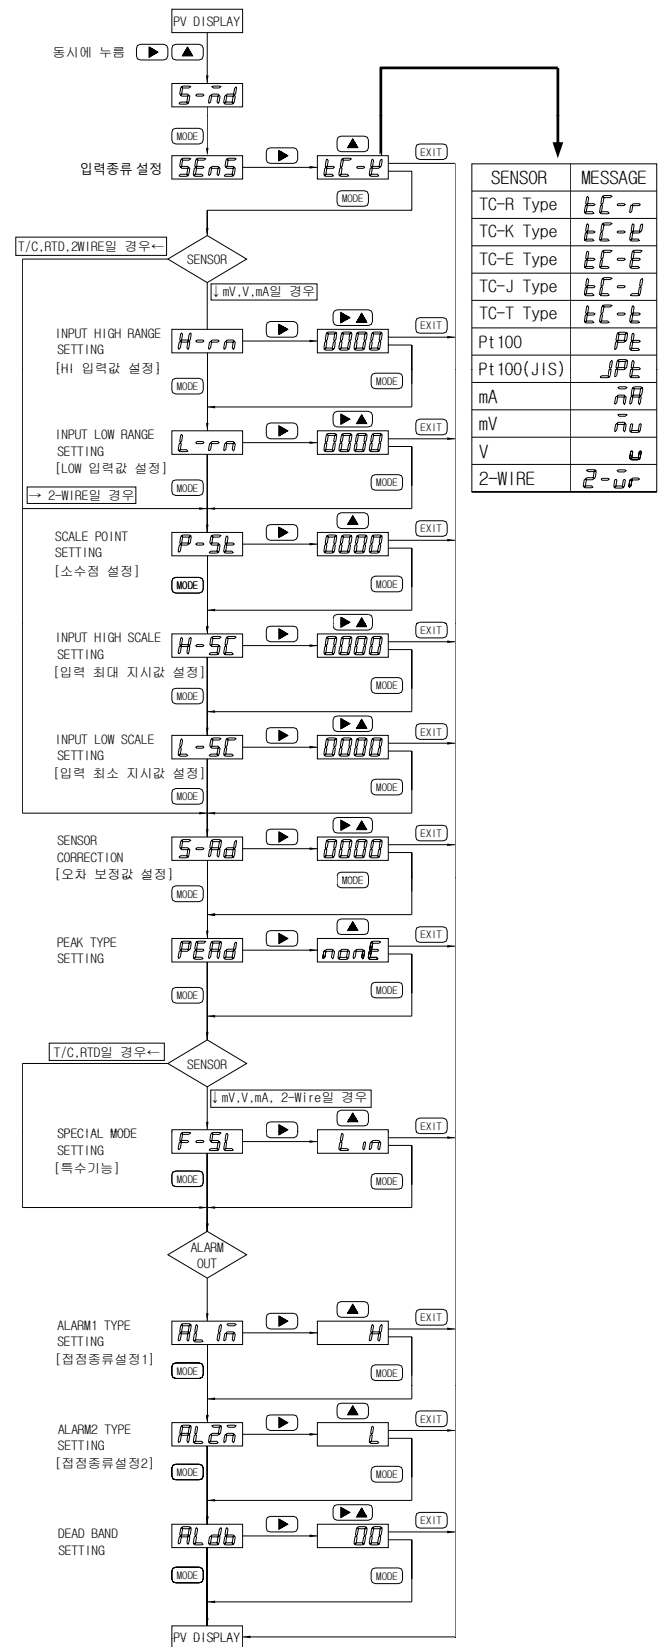 PV DISPLAY
동시에 누름 ▶ ▲
S-md
MODE
입력종류 설정 SEnS ▶ ▲ tC-K EXIT
MODE
SENSOR MESSAGE
TC-R Type tC-r
TC-K Type tC-K
TC-E Type tC-E
TC-J Type tC-J
TC-T Type tC-t
Pt100 Pt
Pt100(JIS) JPt
mA mA
mV mu
V u
2-WIRE 2-wr
T/C,RTD,2WIRE일 경우←
SENSOR
↓mV,V,mA일 경우
INPUT HIGH RANGE
SETTING
[HI 입력값 설정]
H-rn ▶ ▶▲ 0000 EXIT
MODE MODE
INPUT LOW RANGE
SETTING
[LOW 입력값 설정]
L-rn ▶ ▶▲ 0000 EXIT
MODE MODE
→ 2-WIRE일 경우
SCALE POINT
SETTING
[소수점 설정]
P-St ▶ ▲ 0000 EXIT
MODE MODE
INPUT HIGH SCALE
SETTING
[입력 최대 지시값 설정]
H-SC ▶ ▶▲ 0000 EXIT
MODE MODE
INPUT LOW SCALE
SETTING
[입력 최소 지시값 설정]
L-SC ▶ ▶▲ 0000 EXIT
MODE MODE
SENSOR
CORRECTION
[오차 보정값 설정]
S-Ad ▶ ▶▲ 0000 EXIT
MODE MODE
PEAK TYPE
SETTING
PEAd ▶ ▲ nonE EXIT
MODE MODE
T/C,RTD일 경우←
SENSOR
↓mV,V,mA, 2-Wire일 경우
SPECIAL MODE
SETTING
[특수기능]
F-SL ▶ ▲ Lin EXIT
MODE MODE
ALARM
OUT
ALARM1 TYPE
SETTING
[접점종류설정1]
AL1m ▶ ▲ H EXIT
MODE MODE
ALARM2 TYPE
SETTING
[접점종류설정2]
AL2m ▶ ▲ L EXIT
MODE MODE
DEAD BAND
SETTING
ALdb ▶ ▶▲ 00 EXIT
MODE MODE
PV DISPLAY